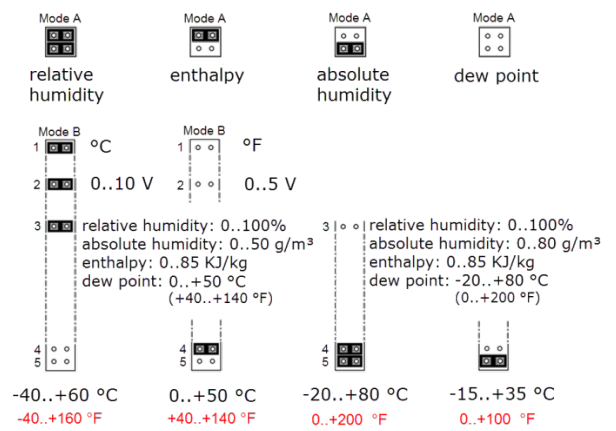 Mode A Mode A Mode A Mode A
relative humidity
enthalpy
absolute humidity
dew point
Mode B Mode B
1 °C 1 °F
2 0..10 V 2 0..5 V
3 relative humidity: 0..100%
absolute humidity: 0..50 g/m³
enthalpy: 0..85 KJ/kg
dew point: 0..+50 °C
(+40..+140 °F)
3 relative humidity: 0..100%
absolute humidity: 0..80 g/m³
enthalpy: 0..85 KJ/kg
dew point: -20..+80 °C
(0..+200 °F)
4 4 4
5 5 5
-40..+60 °C 0..+50 °C -20..+80 °C -15..+35 °C
-40..+160 °F +40..+140 °F 0..+200 °F 0..+100 °F